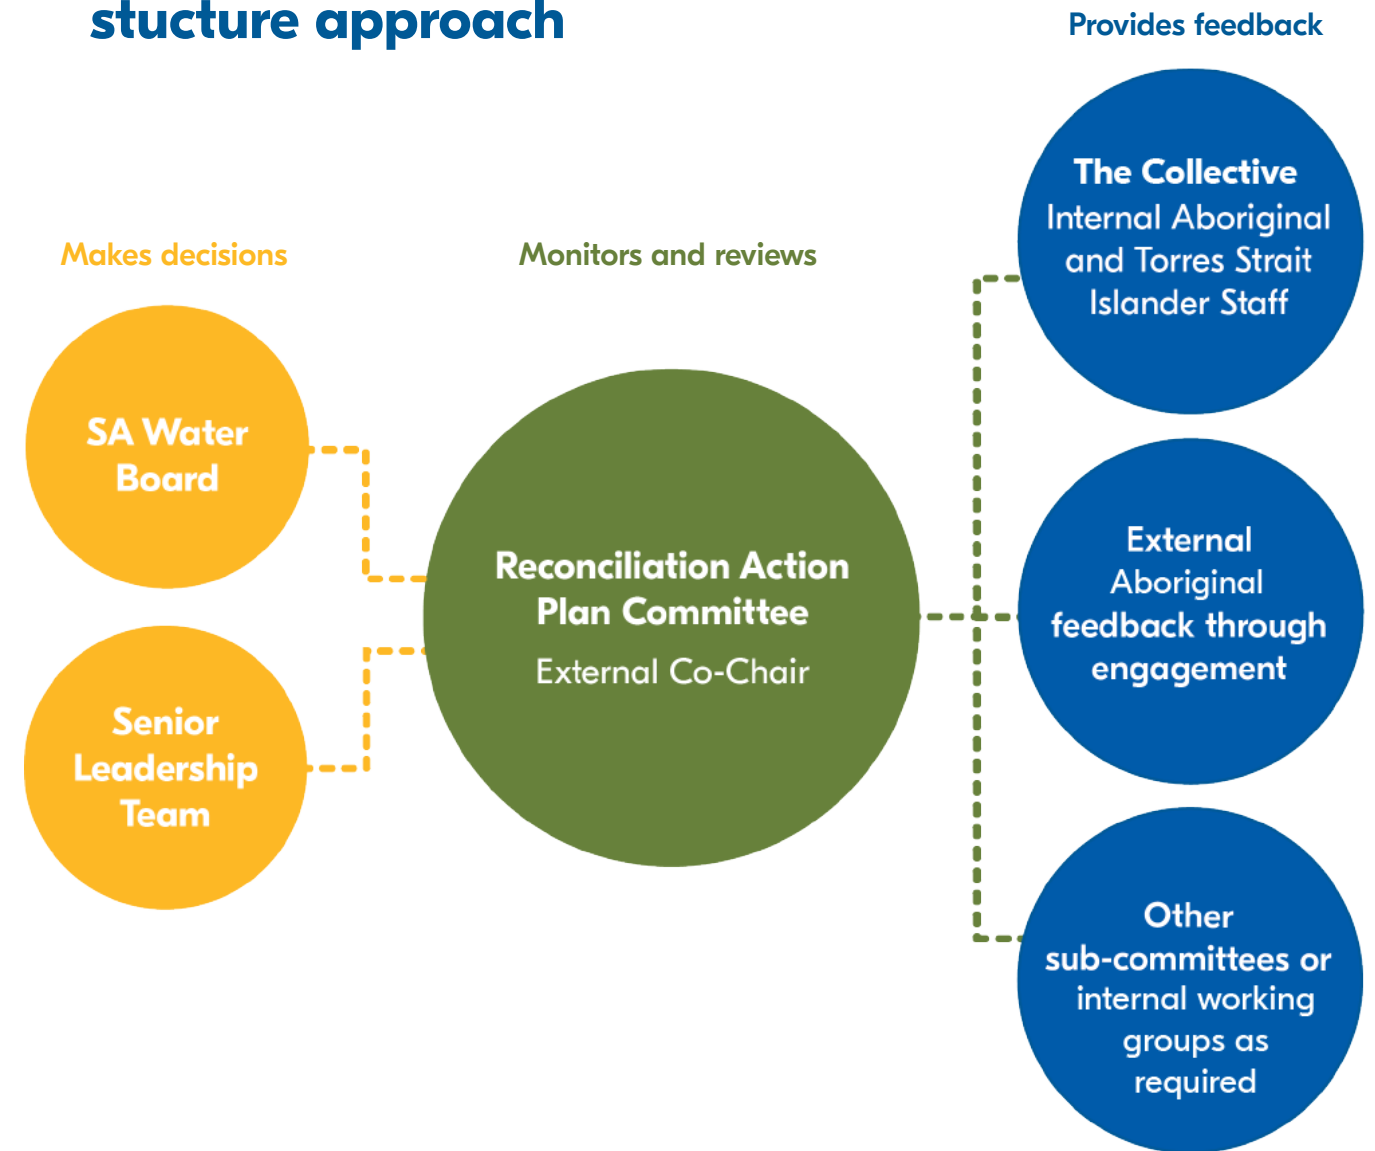 stucture approach
Provides feedback
Makes decisions
Monitors and reviews
SA Water
Board
Senior
Leadership
Team
Reconciliation Action
Plan Committee
External Co-Chair
The Collective
Internal Aboriginal
and Torres Strait
Islander Staff
External
Aboriginal
feedback through
engagement
Other
sub-committees or
internal working
groups as
required